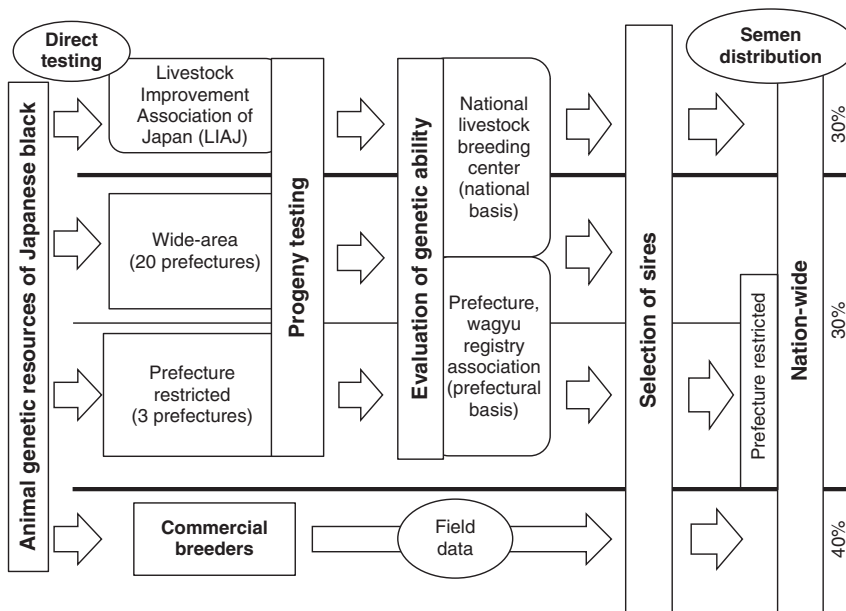 Direct
testing
Semen
distribution
Animal genetic resources of Japanese black
Livestock
Improvement
Association of
Japan (LIAJ)
Wide-area
(20 prefectures)
Prefecture
restricted
(3 prefectures)
Commercial
breeders
Progeny testing
Field
data
Evaluation of genetic ability
National
livestock
breeding
center
(national
basis)
Prefecture,
wagyu
registry
association
(prefectural
basis)
Selection of sires
Prefecture restricted
Nation-wide
30%
30%
40%